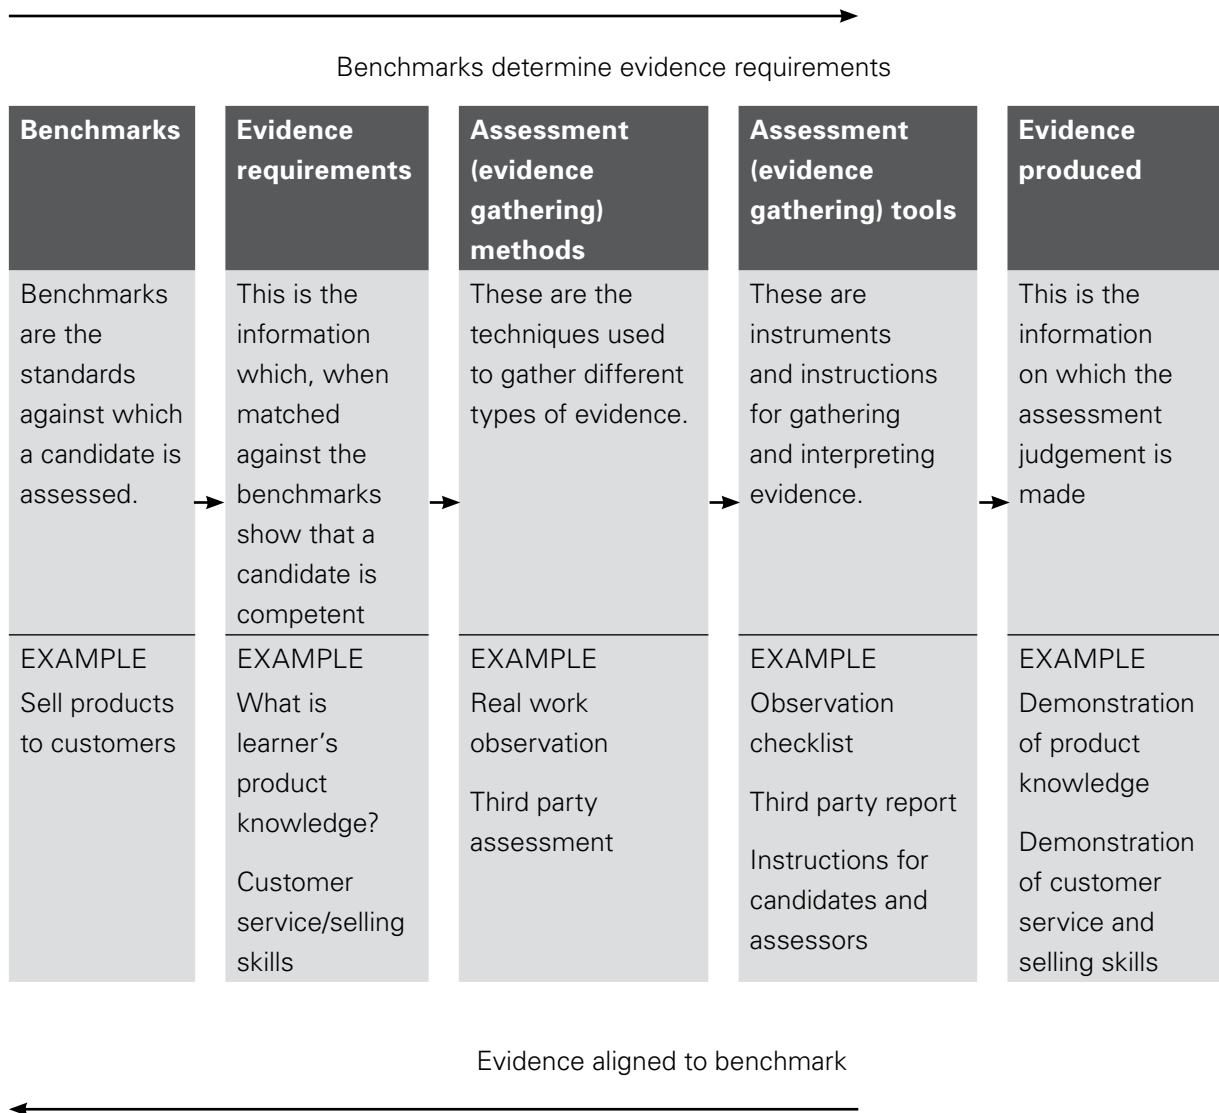 Benchmarks determine evidence requirements
Benchmarks
Benchmarks
are the
standards
against which
a candidate is
assessed.
EXAMPLE
Sell products
to customers
Evidence
requirements
This is the
information
which, when
matched
against the
benchmarks
show that a
candidate is
competent
EXAMPLE
What is
learner’s
product
knowledge?
Customer
service/selling
skills
Assessment
(evidence
gathering)
methods
These are the
techniques used
to gather different
types of evidence.
EXAMPLE
Real work
observation
Third party
assessment
Assessment
(evidence
gathering) tools
These are
instruments
and instructions
for gathering
and interpreting
evidence.
EXAMPLE
Observation
checklist
Third party report
Instructions for
candidates and
assessors
Evidence
produced
This is the
information
on which the
assessment
judgement is
made
EXAMPLE
Demonstration
of product
knowledge
Demonstration
of customer
service and
selling skills
Evidence aligned to benchmark